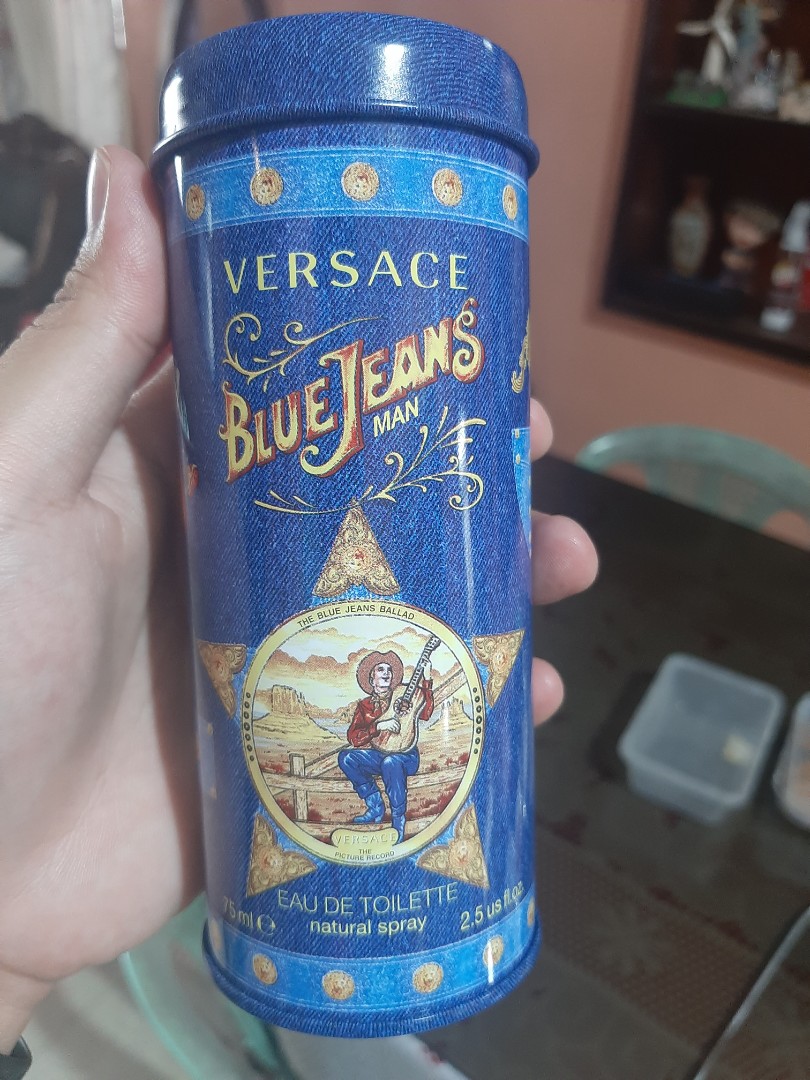 VERSACE
BLUE JEANS
MAN
THE BLUE JEANS BALLAD
VERSACE
THE
PICTURE RECORD
EAU DE TOILETTE
75 ml ℮ natural spray 2.5 us fl.oz.